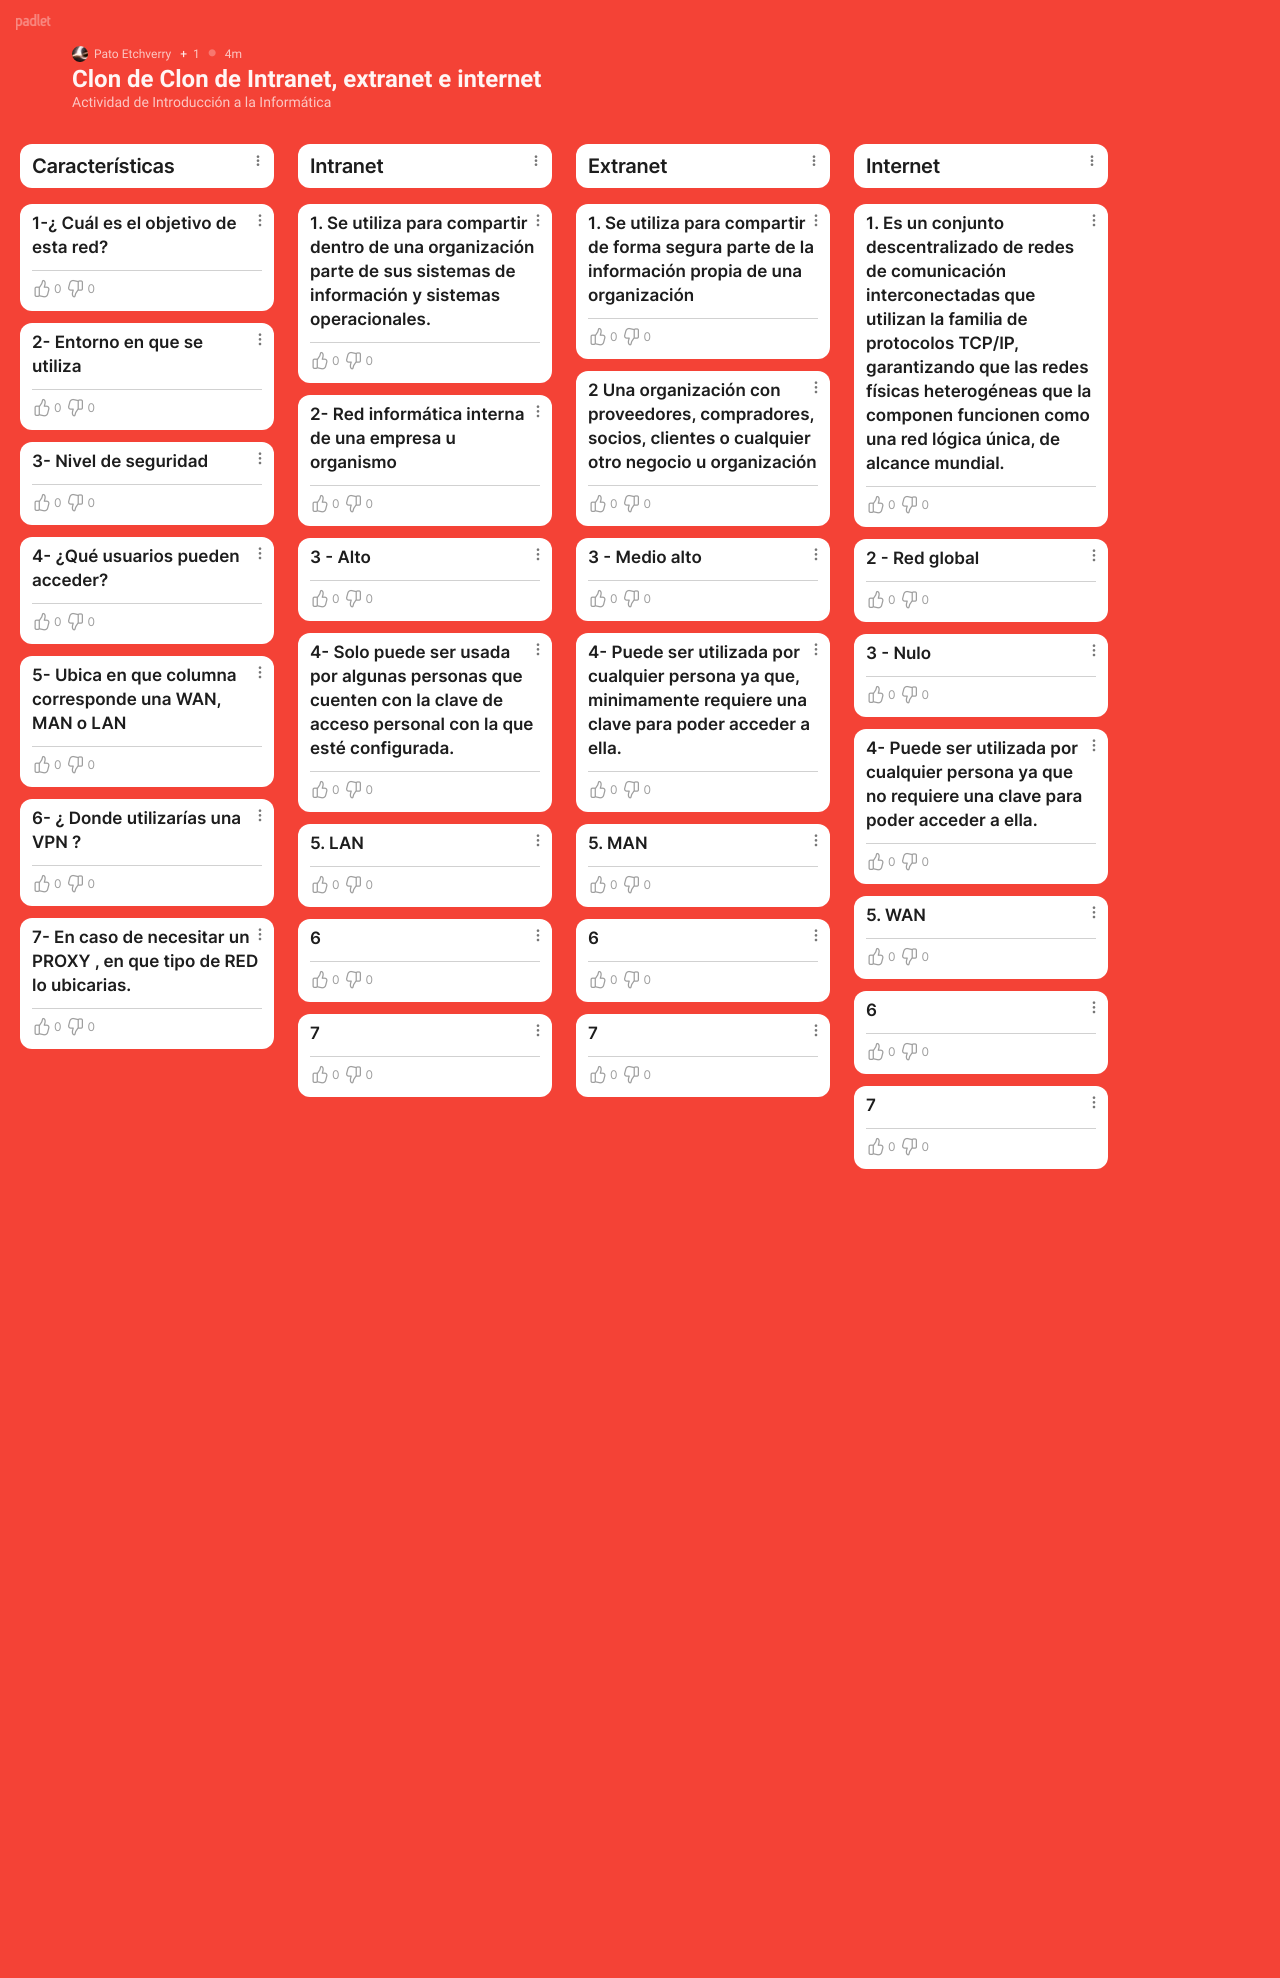 padlet
Pato Etchverry + 1 4m
Clon de Clon de Intranet, extranet e internet
Actividad de Introducción a la Informática
Características
1-¿ Cuál es el objetivo de
esta red?
0 0
2- Entorno en que se
utiliza
0 0
3- Nivel de seguridad
0 0
4- ¿Qué usuarios pueden
acceder?
0 0
5- Ubica en que columna
corresponde una WAN,
MAN o LAN
0 0
6- ¿ Donde utilizarías una
VPN ?
0 0
7- En caso de necesitar un
PROXY , en que tipo de RED
lo ubicarias.
0 0
Intranet
1. Se utiliza para compartir
dentro de una organización
parte de sus sistemas de
información y sistemas
operacionales.
0 0
2- Red informática interna
de una empresa u
organismo
0 0
3 - Alto
0 0
4- Solo puede ser usada
por algunas personas que
cuenten con la clave de
acceso personal con la que
esté configurada.
0 0
5. LAN
0 0
6
0 0
7
0 0
Extranet
1. Se utiliza para compartir
de forma segura parte de la
información propia de una
organización
0 0
2 Una organización con
proveedores, compradores,
socios, clientes o cualquier
otro negocio u organización
0 0
3 - Medio alto
0 0
4- Puede ser utilizada por
cualquier persona ya que,
minimamente requiere una
clave para poder acceder a
ella.
0 0
5. MAN
0 0
6
0 0
7
0 0
Internet
1. Es un conjunto
descentralizado de redes
de comunicación
interconectadas que
utilizan la familia de
protocolos TCP/IP,
garantizando que las redes
físicas heterogéneas que la
componen funcionen como
una red lógica única, de
alcance mundial.
0 0
2 - Red global
0 0
3 - Nulo
0 0
4- Puede ser utilizada por
cualquier persona ya que
no requiere una clave para
poder acceder a ella.
0 0
5. WAN
0 0
6
0 0
7
0 0